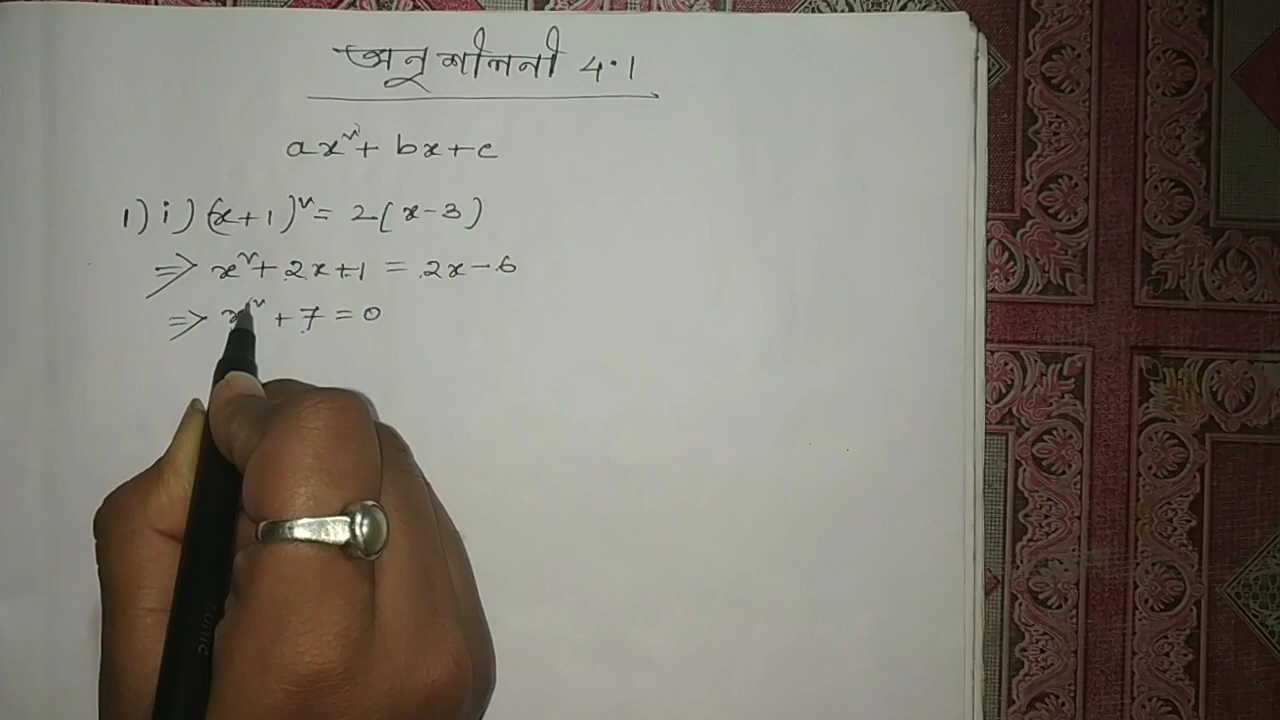 অনুশীলনী 4.1
ax² + bx + c
1) i) (x+1)² = 2(x-3)
⇒ x² + 2x + 1 = 2x - 6
⇒ x² + 7 = 0